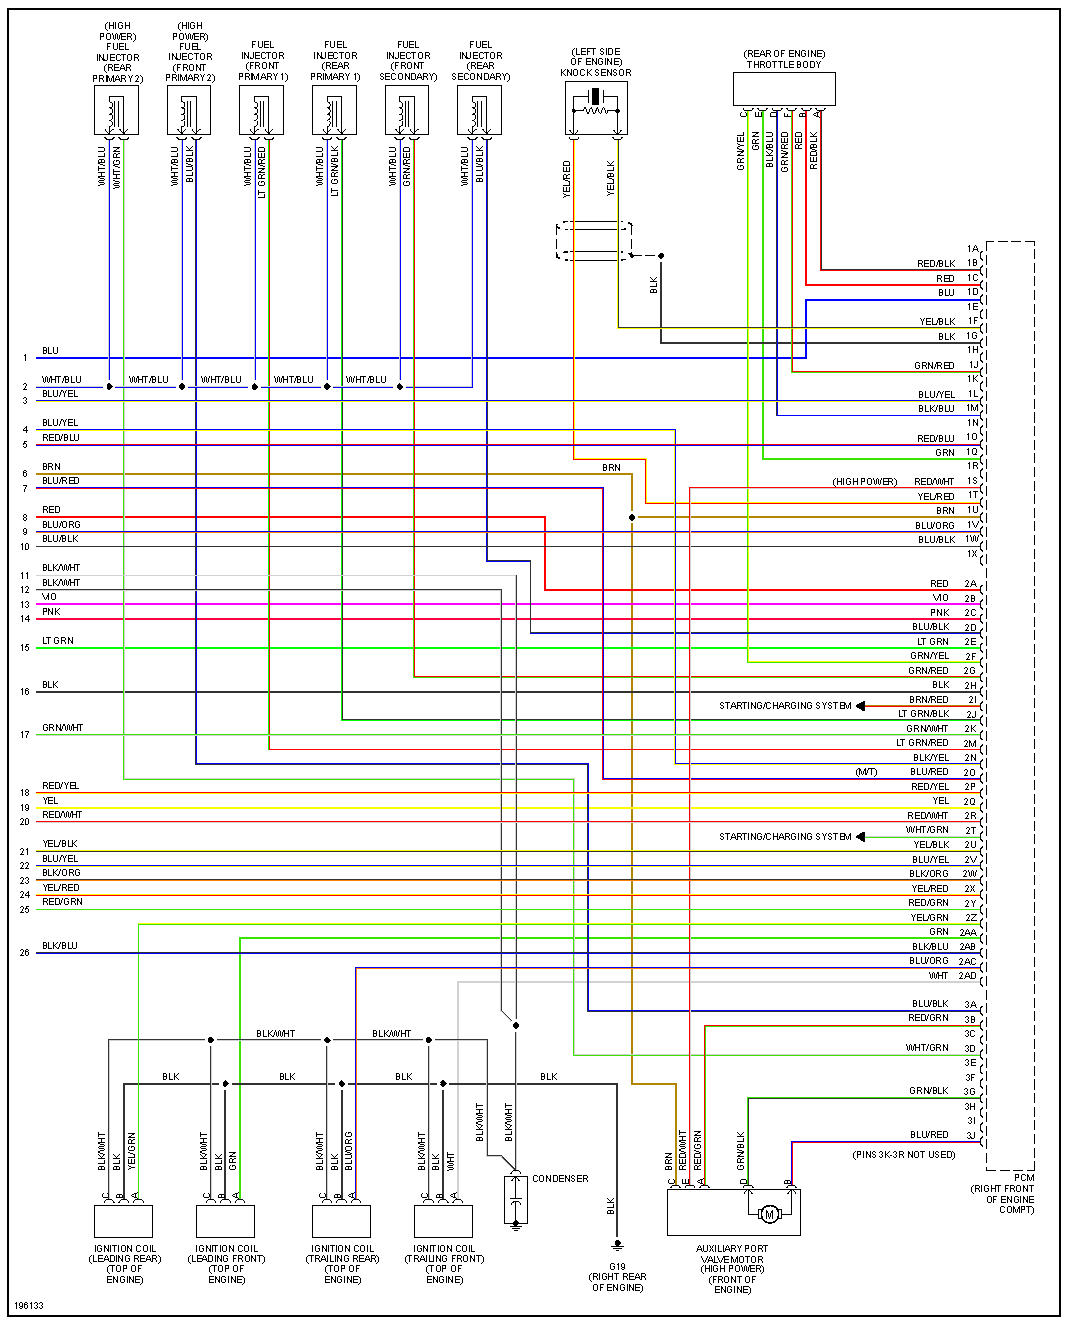 (HIGH
POWER)
FUEL
INJECTOR
(REAR
PRIMARY 2)
(HIGH
POWER)
FUEL
INJECTOR
(FRONT
PRIMARY 2)
FUEL
INJECTOR
(FRONT
PRIMARY 1)
FUEL
INJECTOR
(REAR
PRIMARY 1)
FUEL
INJECTOR
(FRONT
SECONDARY)
FUEL
INJECTOR
(REAR
SECONDARY)
(LEFT SIDE
OF ENGINE)
KNOCK SENSOR
(REAR OF ENGINE)
THROTTLE BODY
WHT/BLU
WHT/GRN
WHT/BLU
BLU/BLK
WHT/BLU
LT GRN/RED
WHT/BLU
LT GRN/BLK
WHT/BLU
GRN/RED
WHT/BLU
BLU/BLK
YEL/RED
YEL/BLK
C E D F B A
GRN/YEL
GRN
BLK/BLU
GRN/RED
RED
RED/BLK
BLK
1A
RED/BLK 1B
RED 1C
BLU 1D
1E
YEL/BLK 1F
BLK 1G
1H
GRN/RED 1J
1K
BLU/YEL 1L
BLK/BLU 1M
1N
RED/BLU 1O
GRN 1Q
1R
(HIGH POWER) RED/WHT 1S
YEL/RED 1T
BRN 1U
BLU/ORG 1V
BLU/BLK 1W
1X
RED 2A
VIO 2B
PNK 2C
BLU/BLK 2D
LT GRN 2E
GRN/YEL 2F
GRN/RED 2G
BLK 2H
STARTING/CHARGING SYSTEM BRN/RED 2I
LT GRN/BLK 2J
GRN/WHT 2K
LT GRN/RED 2M
BLK/YEL 2N
(M/T) BLU/RED 2O
RED/YEL 2P
YEL 2Q
RED/WHT 2R
STARTING/CHARGING SYSTEM WHT/GRN 2T
YEL/BLK 2U
BLU/YEL 2V
BLK/ORG 2W
YEL/RED 2X
RED/GRN 2Y
YEL/GRN 2Z
GRN 2AA
BLK/BLU 2AB
BLU/ORG 2AC
WHT 2AD
BLU/BLK 3A
RED/GRN 3B
3C
WHT/GRN 3D
3E
3F
GRN/BLK 3G
3H
3I
BLU/RED 3J
(PINS 3K-3R NOT USED)
PCM
(RIGHT FRONT
OF ENGINE
COMPT)
1 BLU
2 WHT/BLU WHT/BLU WHT/BLU WHT/BLU WHT/BLU
3 BLU/YEL
4 BLU/YEL
5 RED/BLU
6 BRN BRN
7 BLU/RED
8 RED
9 BLU/ORG
10 BLU/BLK
11 BLK/WHT
12 BLK/WHT
13 VIO
14 PNK
15 LT GRN
16 BLK
17 GRN/WHT
18 RED/YEL
19 YEL
20 RED/WHT
21 YEL/BLK
22 BLU/YEL
23 BLK/ORG
24 YEL/RED
25 RED/GRN
26 BLK/BLU
BLK/WHT BLK/WHT
BLK BLK BLK BLK
BLK/WHT
BLK
YEL/GRN
BLK/WHT
BLK
GRN
BLK/WHT
BLK
BLU/ORG
BLK/WHT
BLK
WHT
BLK/WHT
BLK/WHT
BLK
BRN
RED/WHT
RED/GRN
GRN/BLK
C B A
C B A
C B A
C B A
C E A D B
M
CONDENSER
IGNITION COIL
(LEADING REAR)
(TOP OF
ENGINE)
IGNITION COIL
(LEADING FRONT)
(TOP OF
ENGINE)
IGNITION COIL
(TRAILING REAR)
(TOP OF
ENGINE)
IGNITION COIL
(TRAILING FRONT)
(TOP OF
ENGINE)
G19
(RIGHT REAR
OF ENGINE)
AUXILIARY PORT
VALVE MOTOR
(HIGH POWER)
(FRONT OF
ENGINE)
196133